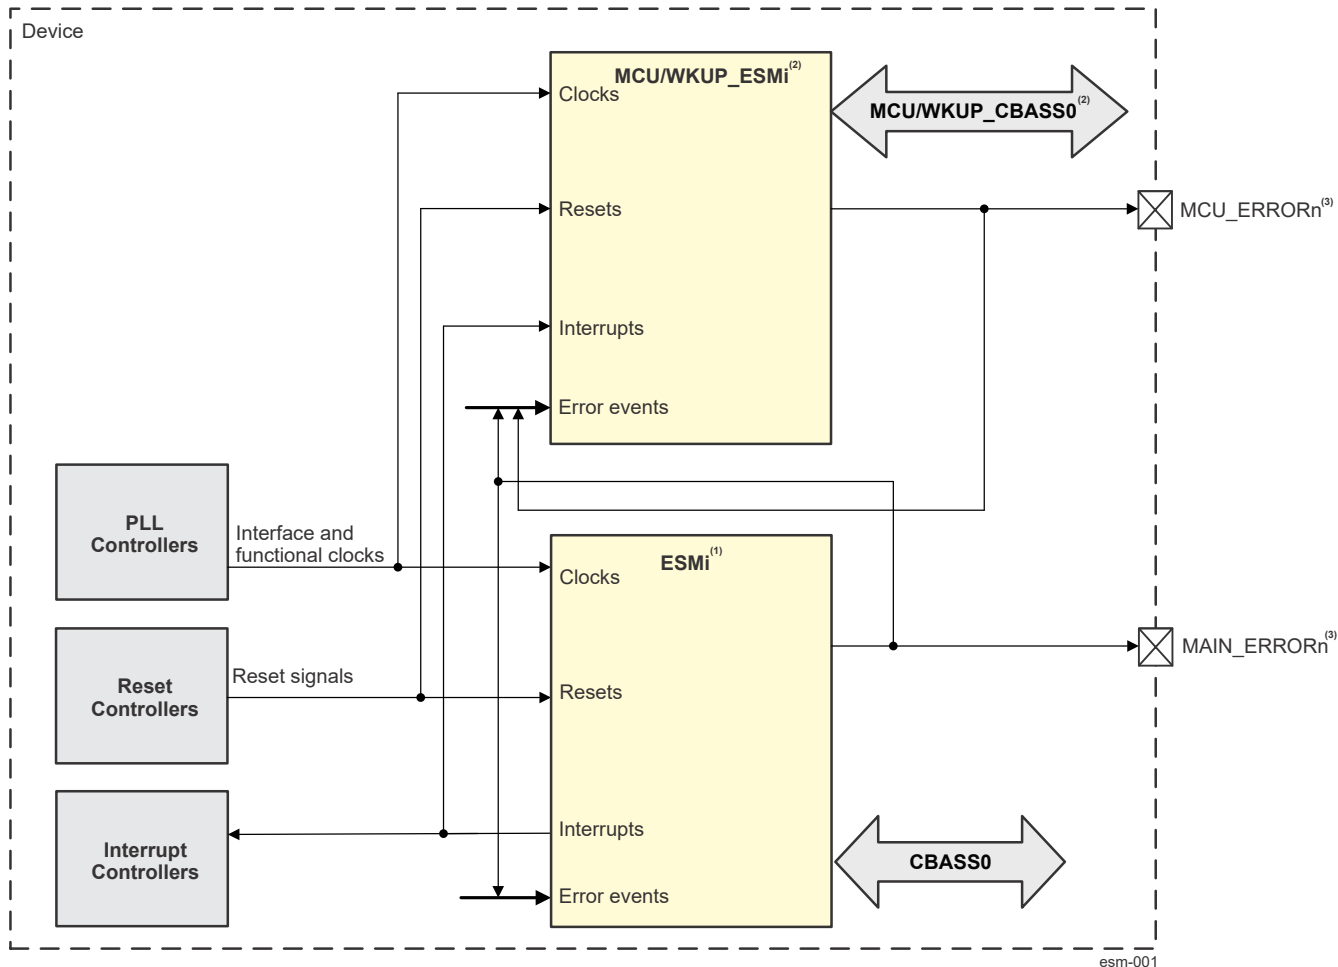 Device
MCU/WKUP_ESMi(2)
Clocks
MCU/WKUP_CBASS0(2)
Resets
MCU_ERRORn(3)
Interrupts
Error events
PLL
Controllers
Interface and
functional clocks
ESMi(1)
Clocks
MAIN_ERRORn(3)
Reset
Controllers
Reset signals
Resets
Interrupt
Controllers
Interrupts
CBASS0
Error events
esm-001